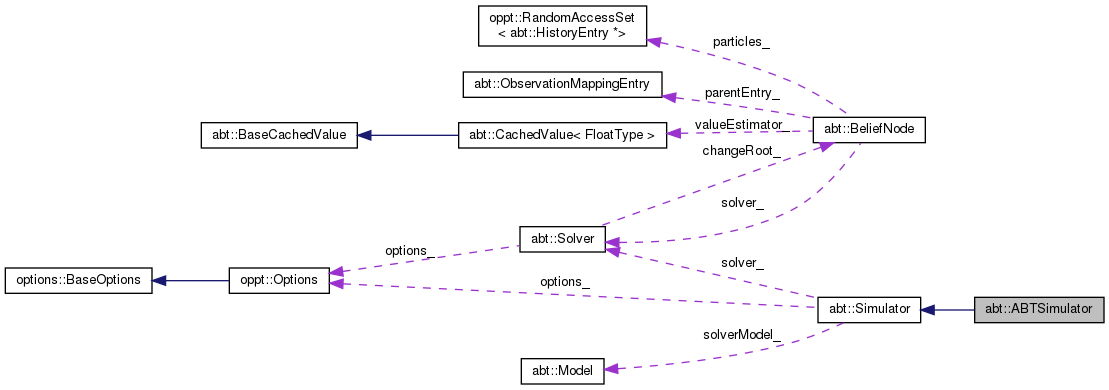 oppt::RandomAccessSet
< abt::HistoryEntry *>
particles_
abt::ObservationMappingEntry
parentEntry_
abt::BaseCachedValue
abt::CachedValue< FloatType >
valueEstimator_
abt::BeliefNode
changeRoot_
solver_
abt::Solver
options_
solver_
options::BaseOptions
oppt::Options
options_
abt::Simulator
abt::ABTSimulator
solverModel_
abt::Model